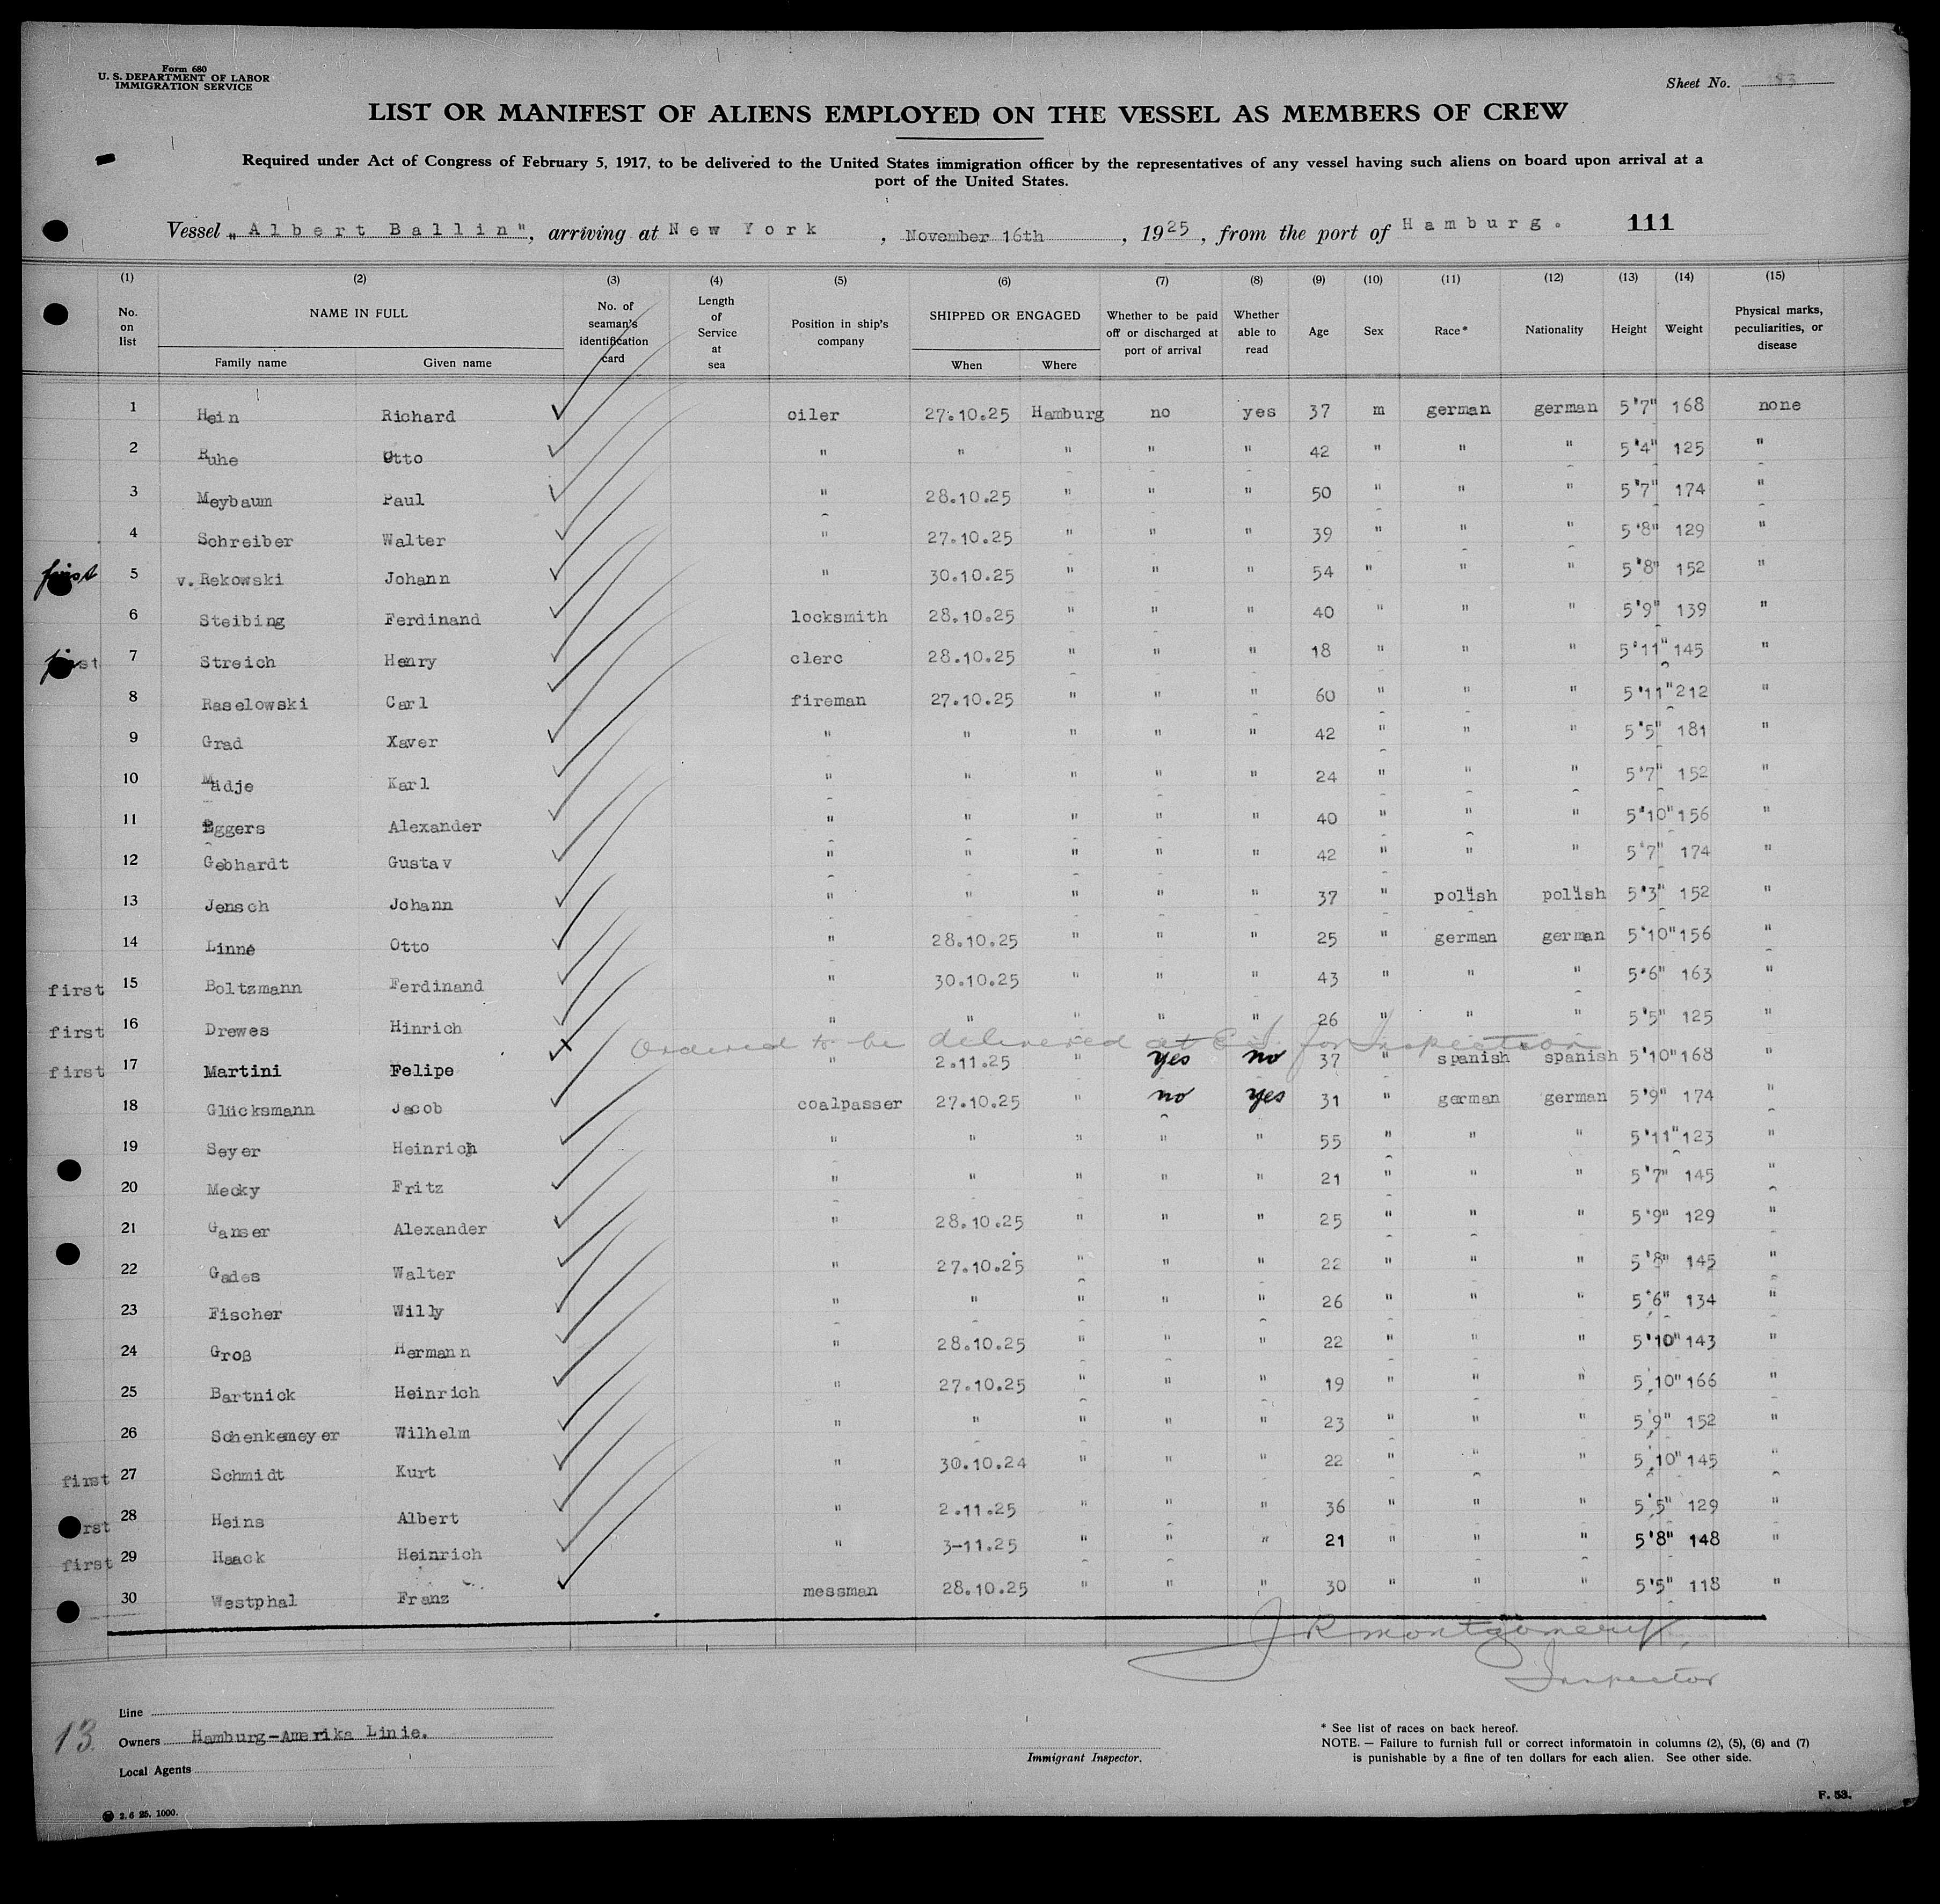 Form 680
U. S. DEPARTMENT OF LABOR
IMMIGRATION SERVICE
Sheet No. 183
LIST OR MANIFEST OF ALIENS EMPLOYED ON THE VESSEL AS MEMBERS OF CREW
Required under Act of Congress of February 5, 1917, to be delivered to the United States immigration officer by the representatives of any vessel having such aliens on board upon arrival at a
port of the United States.
Vessel „Albert Ballin", arriving at New York, November 16th, 1925, from the port of Hamburg. 111
(1) (2) (3) (4) (5) (6) (7) (8) (9) (10) (11) (12) (13) (14) (15)
No. on list NAME IN FULL Family name Given name No. of seaman's identification card Length of Service at sea Position in ship's company SHIPPED OR ENGAGED When Where Whether to be paid off or discharged at port of arrival Whether able to read Age Sex Race* Nationality Height Weight Physical marks, peculiarities, or disease
1 Hein Richard oiler 27.10.25 Hamburg no yes 37 m german german 5'7" 168 none
2 Ruhe Otto " " " " " 42 " " " 5'4" 125 "
3 Meybaum Paul " 28.10.25 " " " 50 " " " 5'7" 174 "
4 Schreiber Walter " 27.10.25 " " " 39 " " " 5'8" 129 "
first 5 v. Rekowski Johann " 30.10.25 " " " 54 " " " 5'8" 152 "
6 Steibing Ferdinand locksmith 28.10.25 " " " 40 " " " 5'9" 139 "
first 7 Streich Henry clerc 28.10.25 " " " 18 " " " 5'11" 145 "
8 Raselowski Carl fireman 27.10.25 " " " 60 " " " 5'11" 212 "
9 Grad Xaver " " " " " 42 " " " 5'5" 181 "
10 Madje Karl " " " " " 24 " " " 5'7" 152 "
11 Eggers Alexander " " " " " 40 " " " 5'10" 156 "
12 Gebhardt Gustav " " " " " 42 " " " 5'7" 174 "
13 Jensch Johann " " " " " 37 " polish polish 5'3" 152 "
14 Linne Otto " 28.10.25 " " " 25 " german german 5'10" 156 "
first 15 Boltzmann Ferdinand " 30.10.25 " " " 43 " " " 5'6" 163 "
first 16 Drewes Hinrich " " " " " 26 " " " 5'5" 125 "
Ordered to be delivered at E I for Inspection
first 17 Martini Felipe 2.11.25 " yes no 37 " spanish spanish 5'10" 168 "
18 Glücksmann Jacob coalpasser 27.10.25 " no yes 31 " german german 5'9" 174 "
19 Seyer Heinrich " " " " " 55 " " " 5'11" 123 "
20 Mecky Fritz " " " " " 21 " " " 5'7" 145 "
21 Ganser Alexander " 28.10.25 " " " 25 " " " 5'9" 129 "
22 Gades Walter " 27.10.25 " " " 22 " " " 5'8" 145 "
23 Fischer Willy " " " " " 26 " " " 5'6" 134 "
24 Groß Hermann " 28.10.25 " " " 22 " " " 5'10" 143 "
25 Bartnick Heinrich " 27.10.25 " " " 19 " " " 5'10" 166 "
26 Schenkemeyer Wilhelm " " " " " 23 " " " 5'9" 152 "
first 27 Schmidt Kurt " 30.10.24 " " " 22 " " " 5'10" 145 "
first 28 Heins Albert " 2.11.25 " " " 36 " " " 5'5" 129 "
first 29 Haack Heinrich " 3-11.25 " " " 21 " " " 5'8" 148 "
30 Westphal Franz messman 28.10.25 " " " 30 " " " 5'5" 118 "
J R Montgomery,
Inspector
Line
13. Owners Hamburg-Amerika Linie.
Local Agents
Immigrant Inspector.
* See list of races on back hereof.
NOTE. — Failure to furnish full or correct informatoin in columns (2), (5), (6) and (7)
is punishable by a fine of ten dollars for each alien. See other side.
2. 6 25. 1000.
F. 53.